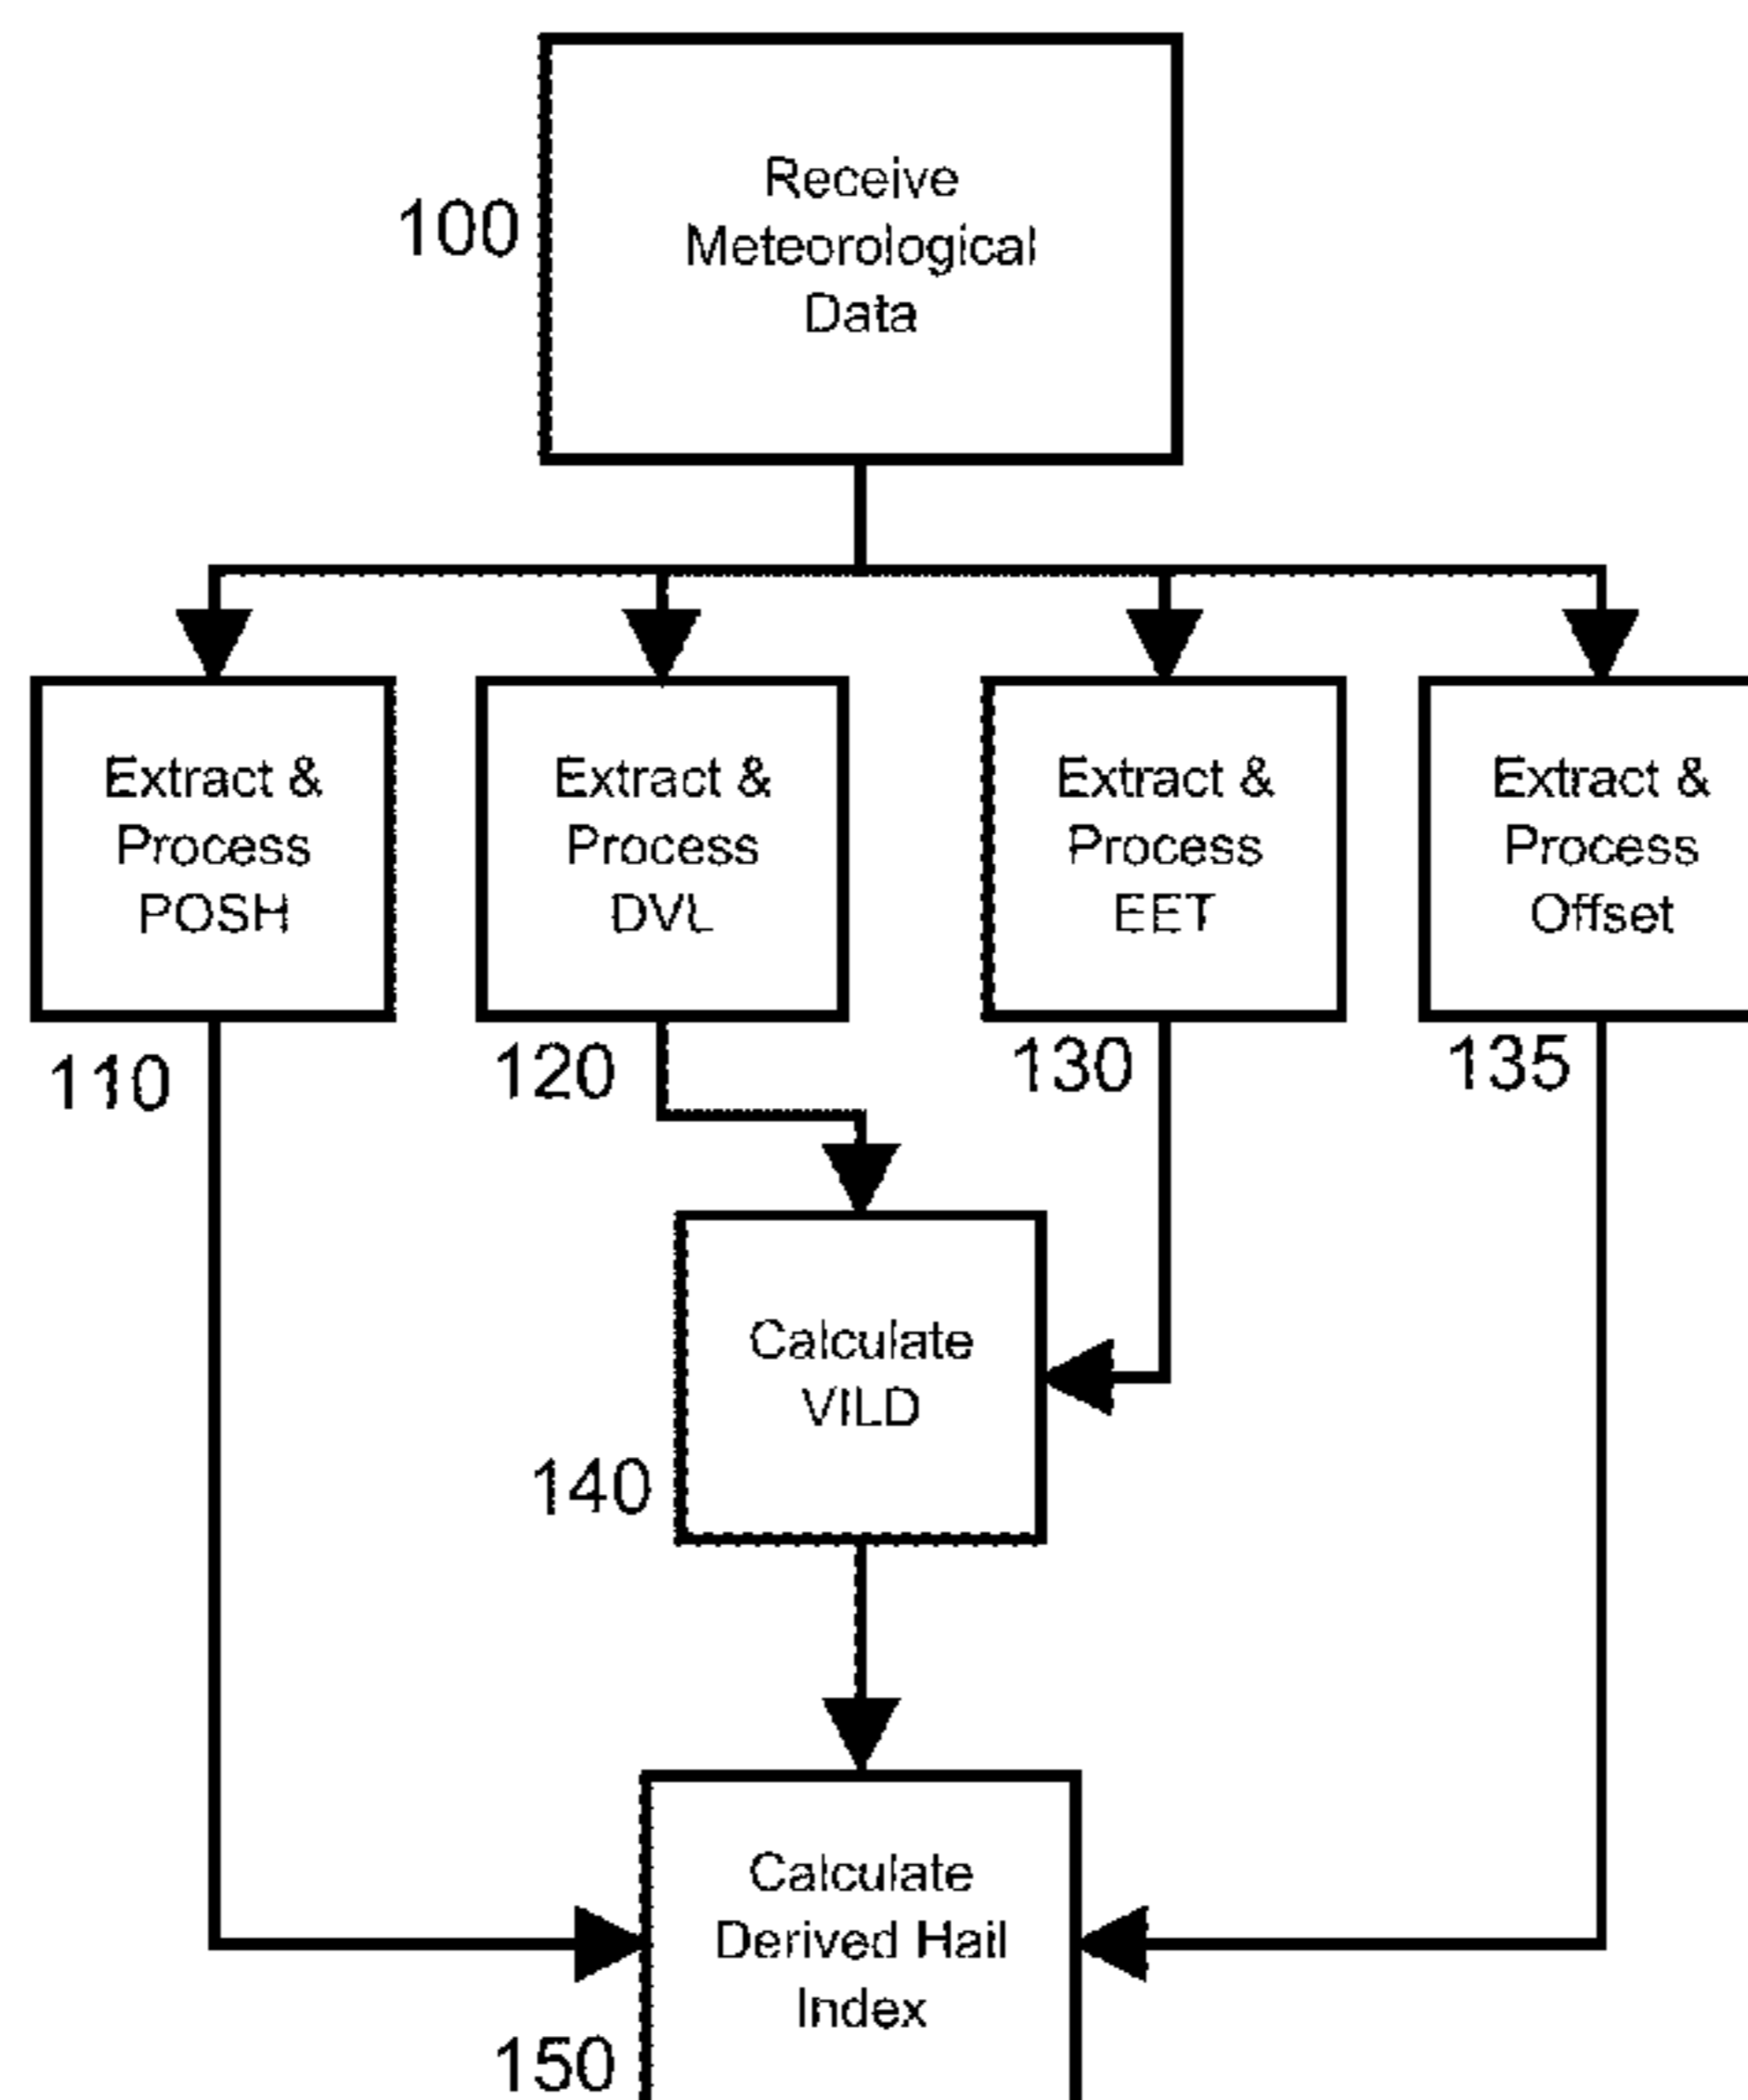 100
Receive
Meteorological
Data
Extract &
Process
POSH
110
Extract &
Process
DVL
120
Extract &
Process
EET
130
Extract &
Process
Offset
135
Calculate
VILD
140
Calculate
Derived Hail
Index
150